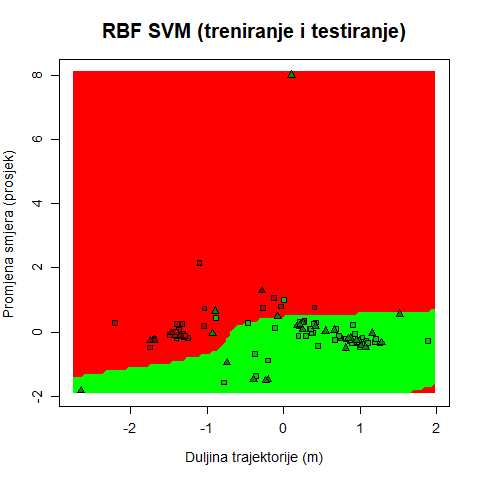 RBF SVM (treniranje i testiranje)
Promjena smjera (prosjek)
8
6
4
2
0
-2
-2 -1 0 1 2
Duljina trajektorije (m)